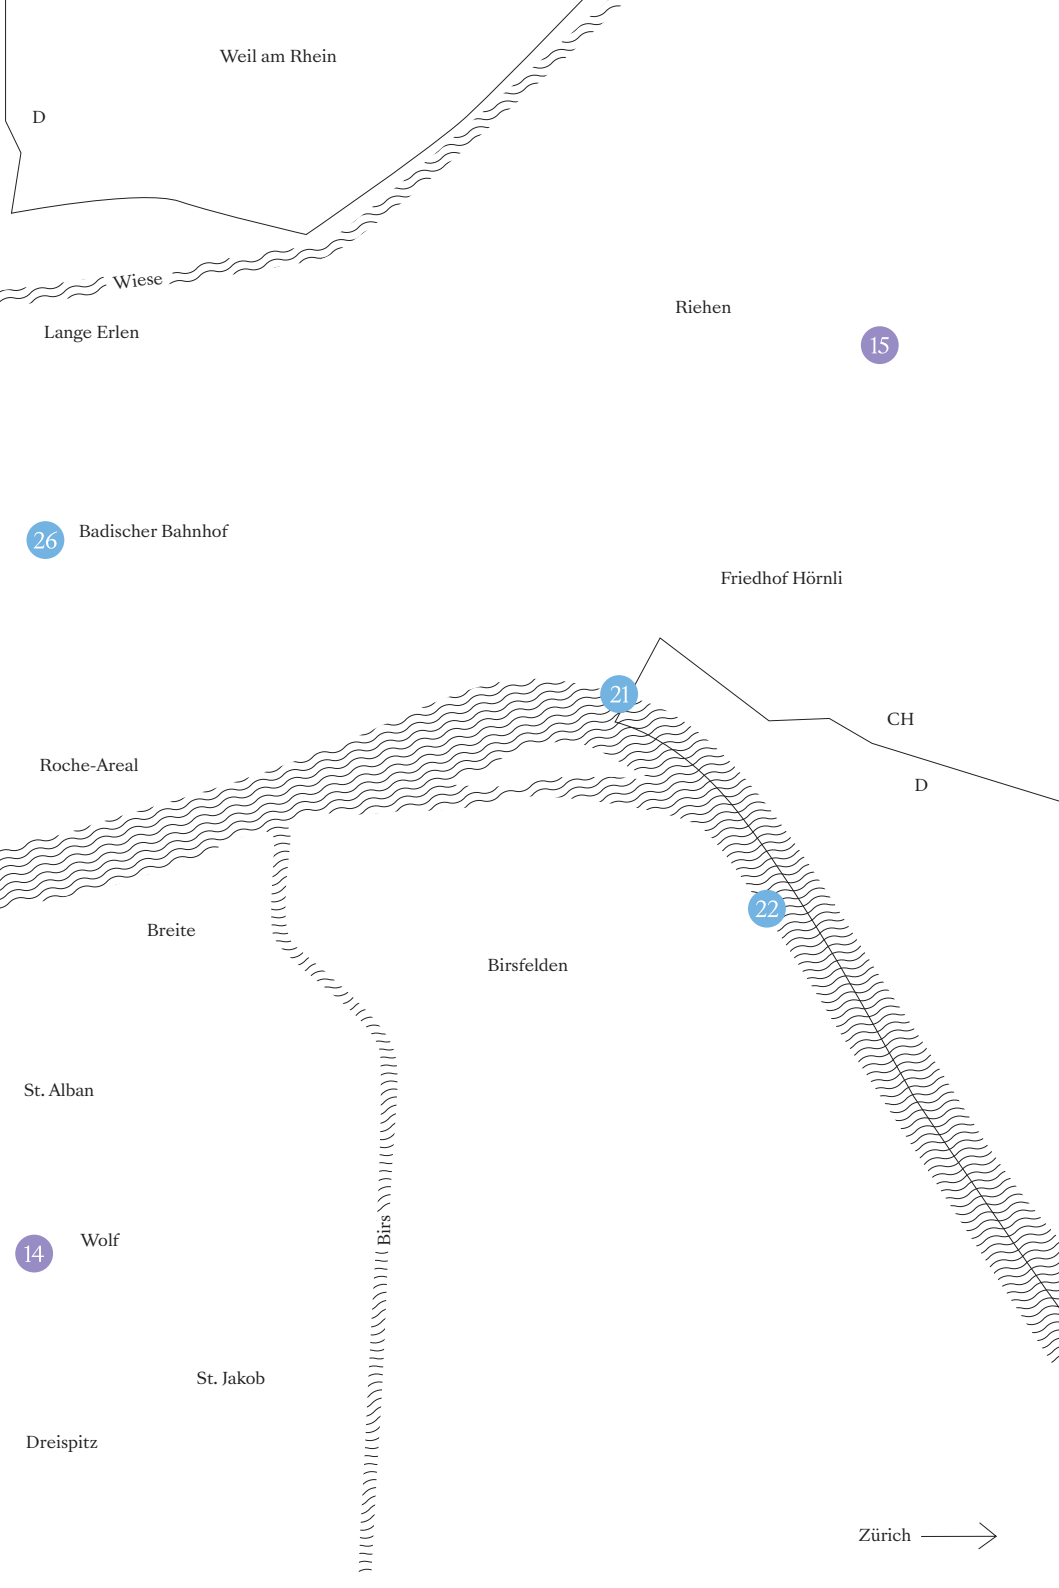 Weil am Rhein
D
Wiese
Riehen
Lange Erlen
15
26
Badischer Bahnhof
Friedhof Hörnli
21
CH
Roche-Areal
D
22
Breite
Birsfelden
St. Alban
Birs
Wolf
14
St. Jakob
Dreispitz
Zürich